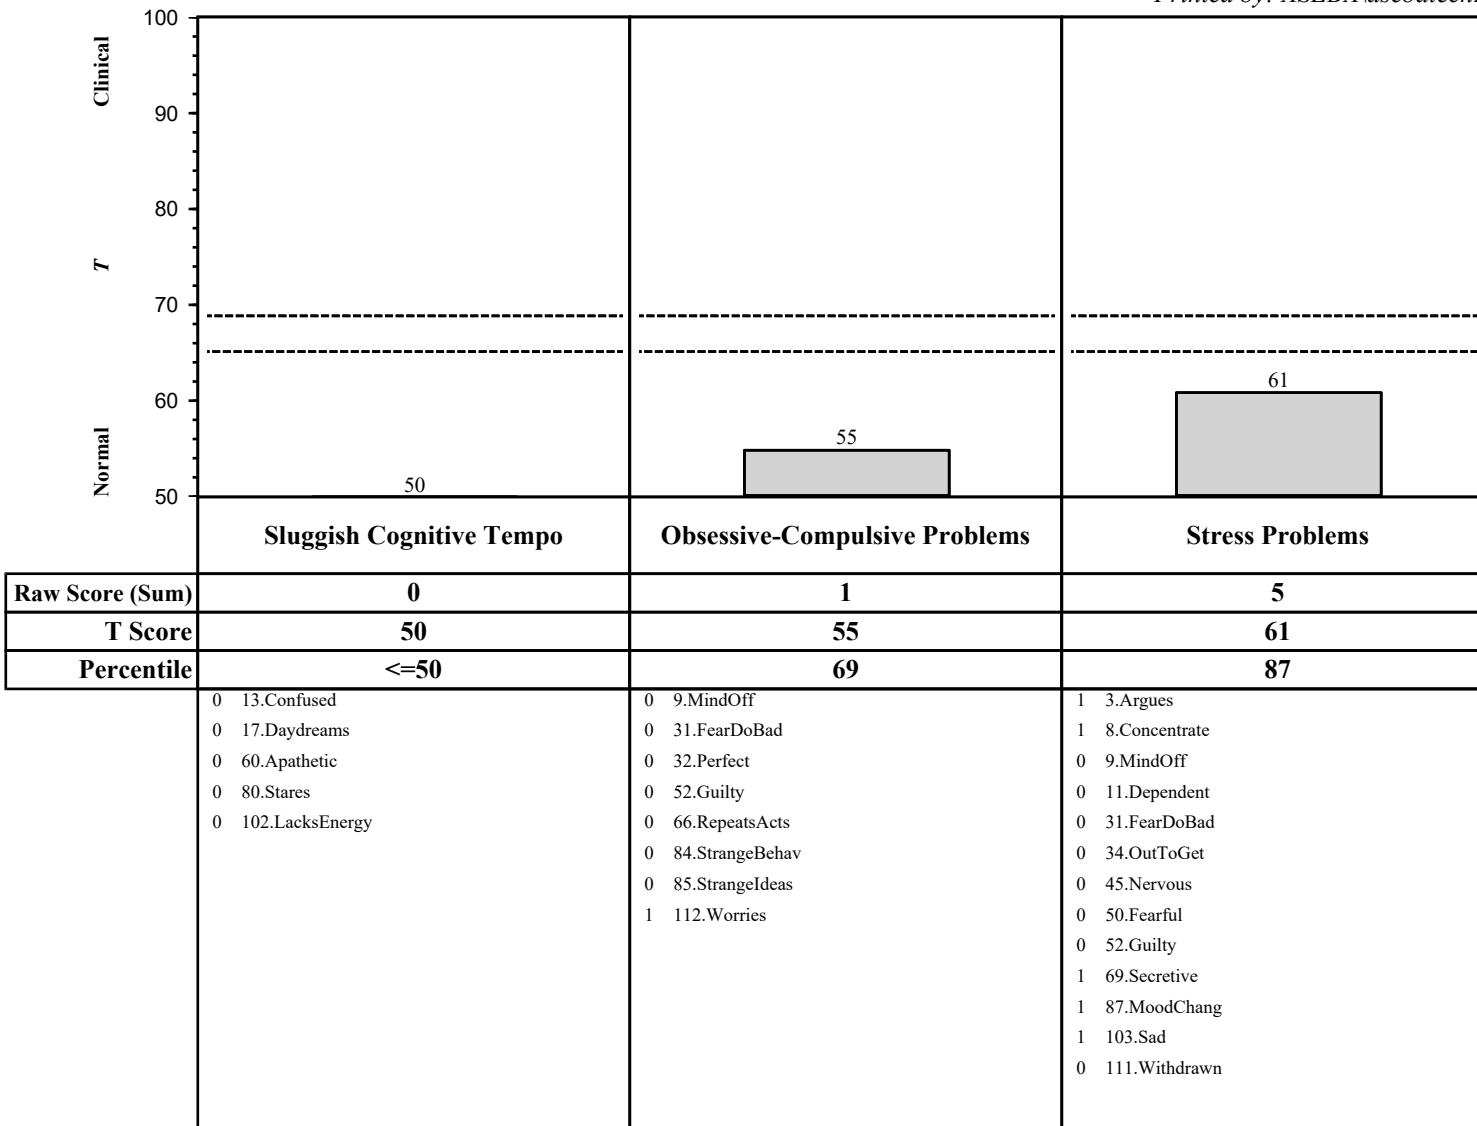 100
90
80
70
60
50
Clinical
T
Normal
50
55
61
Sluggish Cognitive Tempo
Obsessive-Compulsive Problems
Stress Problems
Raw Score (Sum) 0 1 5
T Score 50 55 61
Percentile <=50 69 87
0 13.Confused
0 17.Daydreams
0 60.Apathetic
0 80.Stares
0 102.LacksEnergy
0 9.MindOff
0 31.FearDoBad
0 32.Perfect
0 52.Guilty
0 66.RepeatsActs
0 84.StrangeBehav
0 85.StrangeIdeas
1 112.Worries
1 3.Argues
1 8.Concentrate
0 9.MindOff
0 11.Dependent
0 31.FearDoBad
0 34.OutToGet
0 45.Nervous
0 50.Fearful
0 52.Guilty
1 69.Secretive
1 87.MoodChang
1 103.Sad
0 111.Withdrawn